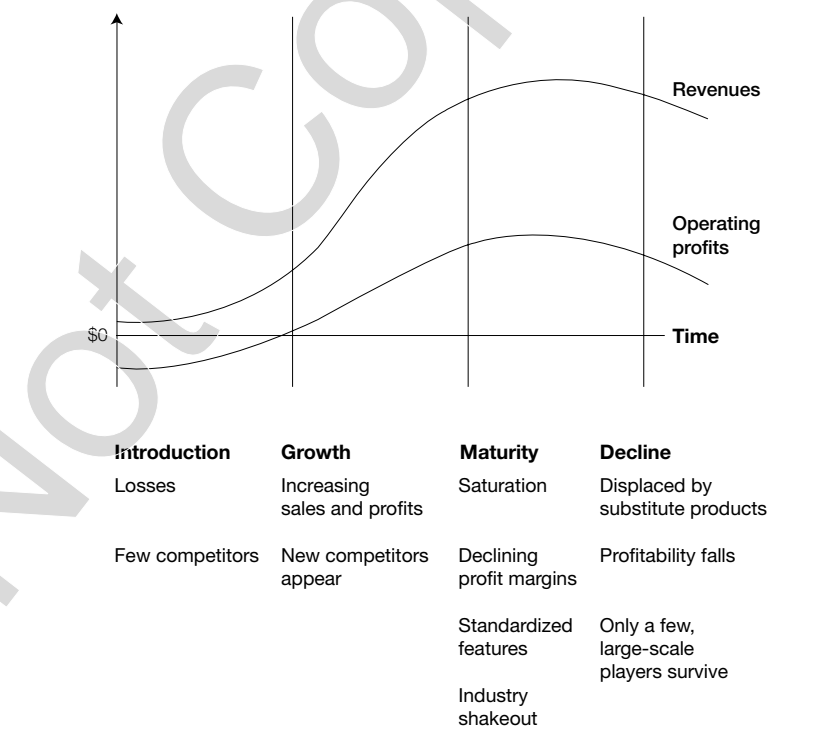 Revenues
Operating
profits
$0
Time
Introduction
Growth
Maturity
Decline
Losses
Increasing
sales and profits
Saturation
Displaced by
substitute products
Few competitors
New competitors
appear
Declining
profit margins
Profitability falls
Standardized
features
Only a few,
large-scale
players survive
Industry
shakeout
Not Cop